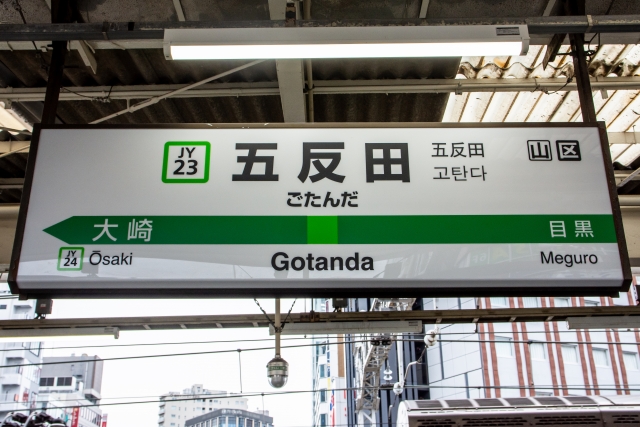 JY
23
五反田
五反田
고탄다
山 区
ごたんだ
大崎
目黒
JY
24
Ōsaki
Gotanda
Meguro